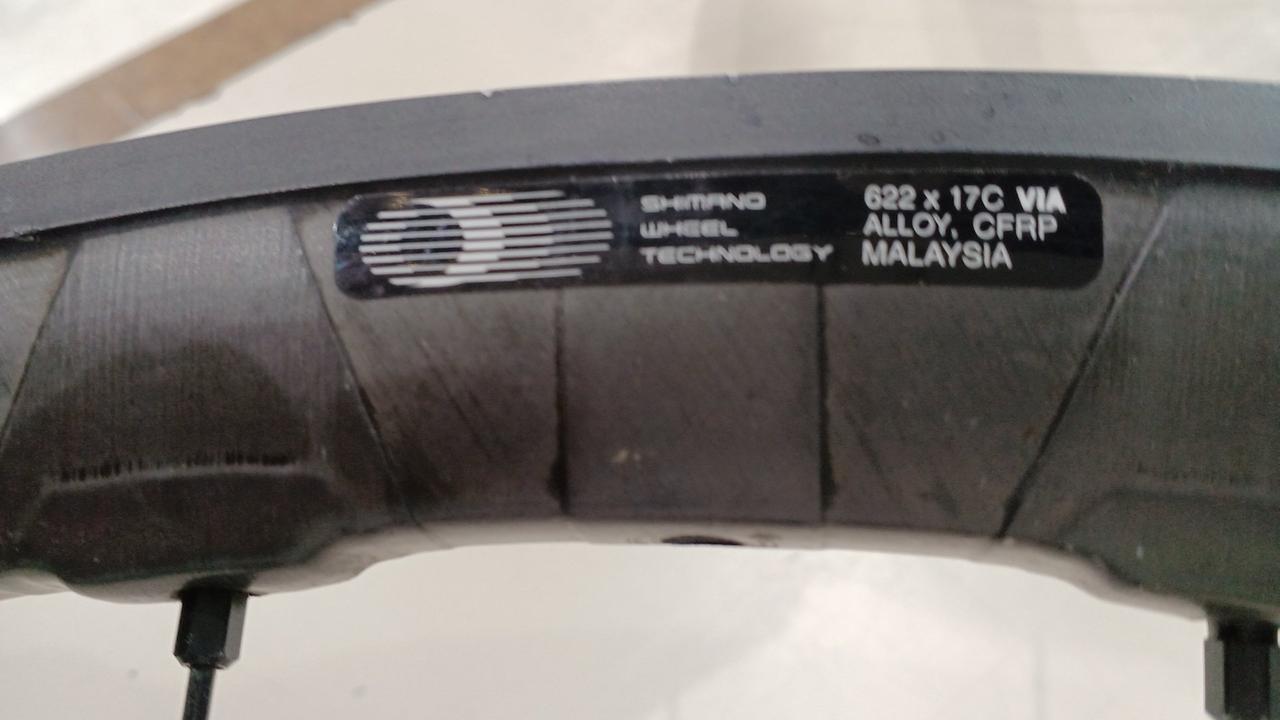 SHIMANO
WHEEL
TECHNOLOGY
622 x 17C VIA
ALLOY, CFRP
MALAYSIA